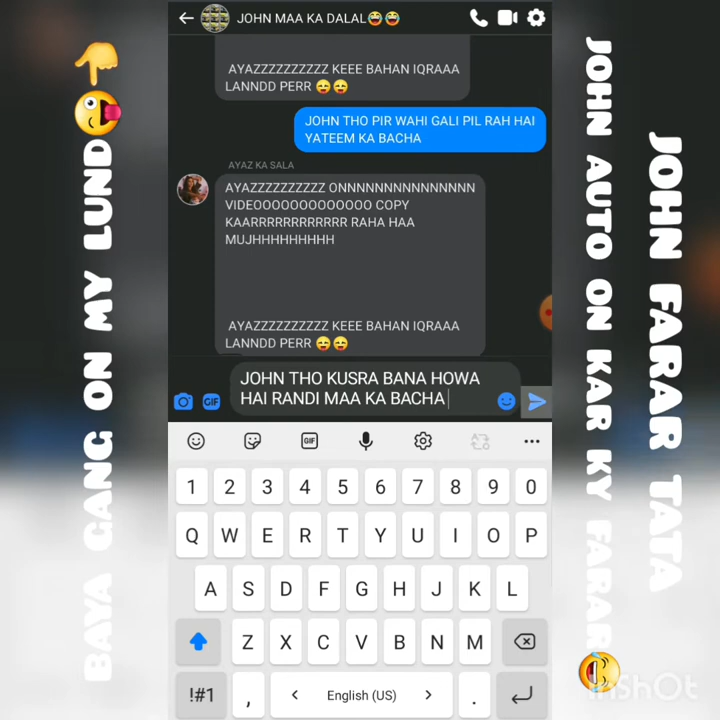 JOHN MAA KA DALAL😂😂
AYAZZZZZZZZZZ KEEE BAHAN IQRAAA
LANNDD PERR 😄😄
JOHN THO PIR WAHI GALI PIL RAH HAI
YATEEM KA BACHA
AYAZ KA SALA
AYAZZZZZZZZZZ ONNNNNNNNNNNNNNN
VIDEOOOOOOOOOOOOO COPY
KAARRRRRRRRRRRR RAHA HAA
MUJHHHHHHHHH
AYAZZZZZZZZZZ KEEE BAHAN IQRAAA
LANNDD PERR 😄😄
JOHN THO KUSRA BANA HOWA
HAI RANDI MAA KA BACHA
GIF
GIF
1 2 3 4 5 6 7 8 9 0
Q W E R T Y U I O P
A S D F G H J K L
Z X C V B N M
!#1 , < English (US) > .
BAYA GANG ON MY LUND😜👈
JOHN AUTO ON KAR KY FARAR🤣
JOHN FARAR TATA
InShOt